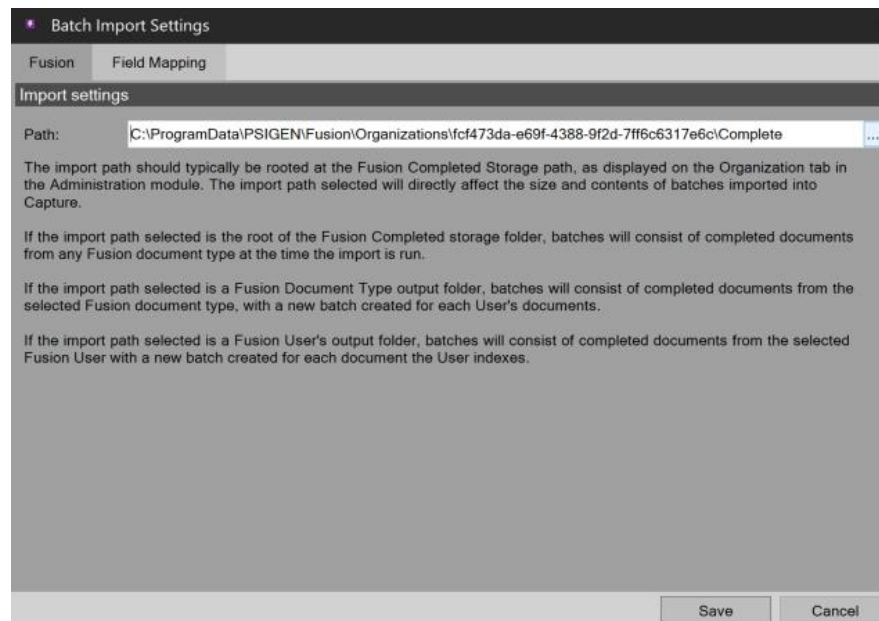 Batch Import Settings
Fusion Field Mapping
Import settings
Path: C:\ProgramData\PSIGEN\Fusion\Organizations\fcf473da-e69f-4388-9f2d-7ff6c6317e6c\Complete ...
The import path should typically be rooted at the Fusion Completed Storage path, as displayed on the Organization tab in
the Administration module. The import path selected will directly affect the size and contents of batches imported into
Capture.
If the import path selected is the root of the Fusion Completed storage folder, batches will consist of completed documents
from any Fusion document type at the time the import is run.
If the import path selected is a Fusion Document Type output folder, batches will consist of completed documents from the
selected Fusion document type, with a new batch created for each User's documents.
If the import path selected is a Fusion User's output folder, batches will consist of completed documents from the selected
Fusion User with a new batch created for each document the User indexes.
Save Cancel